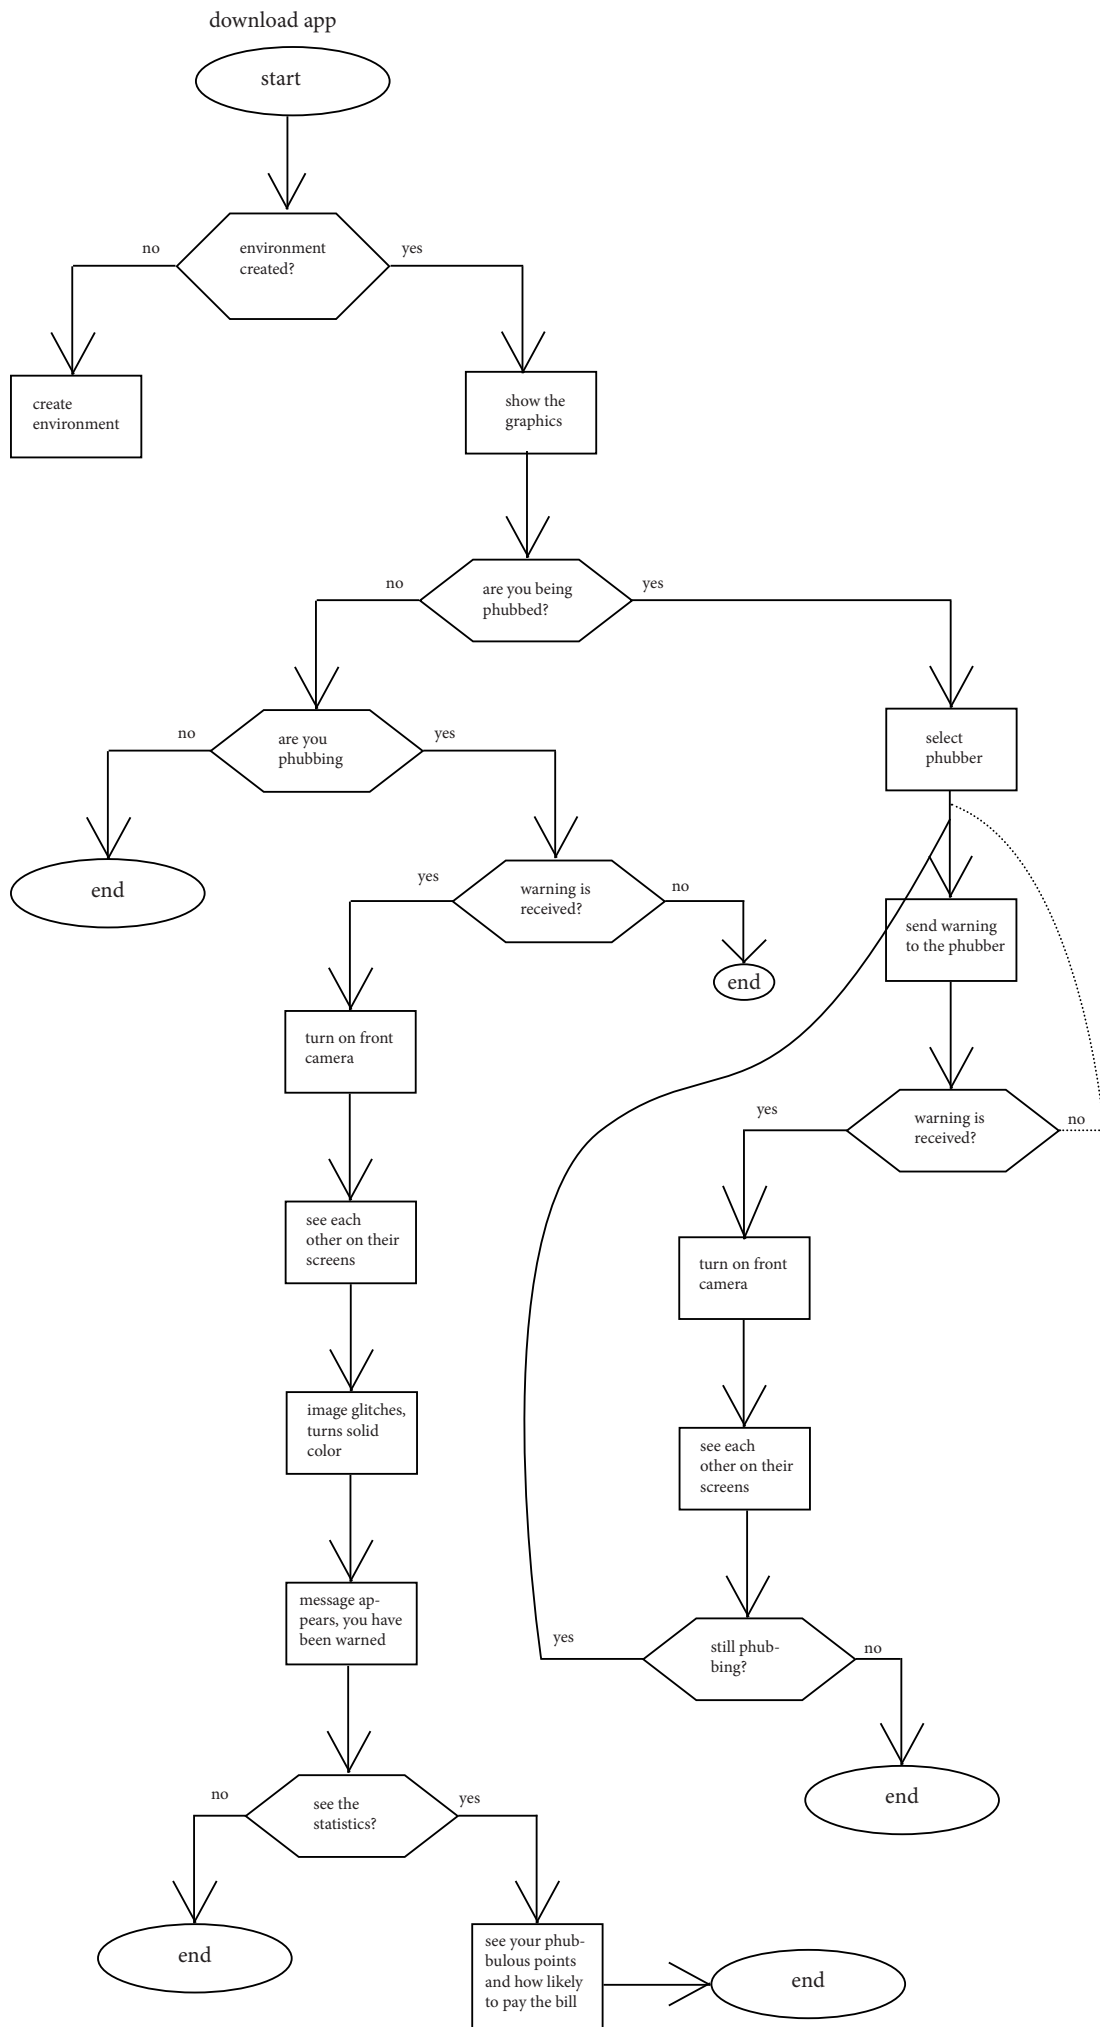 download app
start
no
environment
created?
yes
create
environment
show the
graphics
no
are you being
phubbed?
yes
no
are you
phubbing
yes
select
phubber
end
yes
warning is
received?
no
end
send warning
to the phubber
turn on front
camera
yes
warning is
received?
no
see each
other on their
screens
turn on front
camera
image glitches,
turns solid
color
see each
other on their
screens
message ap-
pears, you have
been warned
yes
still phub-
bing?
no
end
no
see the
statistics?
yes
end
see your phub-
bulous points
and how likely
to pay the bill
end